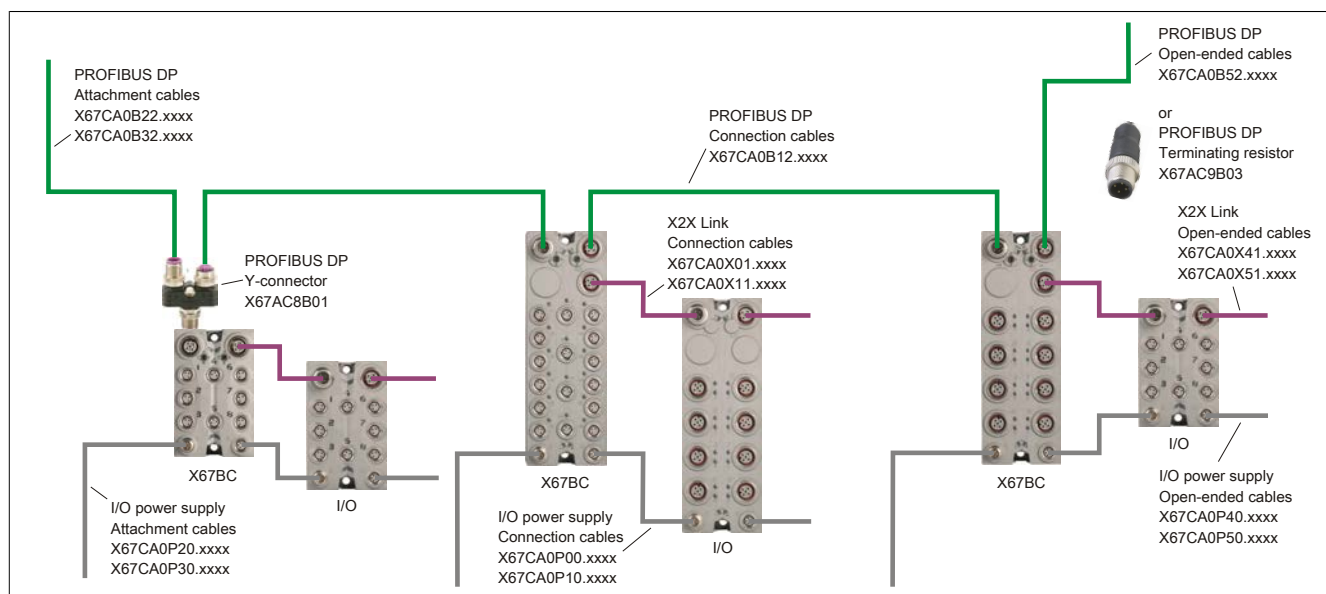 PROFIBUS DP
Attachment cables
X67CA0B22.xxxx
X67CA0B32.xxxx
PROFIBUS DP
Y-connector
X67AC8B01
PROFIBUS DP
Connection cables
X67CA0B12.xxxx
PROFIBUS DP
Open-ended cables
X67CA0B52.xxxx
or
PROFIBUS DP
Terminating resistor
X67AC9B03
X2X Link
Connection cables
X67CA0X01.xxxx
X67CA0X11.xxxx
X2X Link
Open-ended cables
X67CA0X41.xxxx
X67CA0X51.xxxx
X67BC
I/O
X67BC
I/O
X67BC
I/O
I/O power supply
Attachment cables
X67CA0P20.xxxx
X67CA0P30.xxxx
I/O power supply
Connection cables
X67CA0P00.xxxx
X67CA0P10.xxxx
I/O power supply
Open-ended cables
X67CA0P40.xxxx
X67CA0P50.xxxx